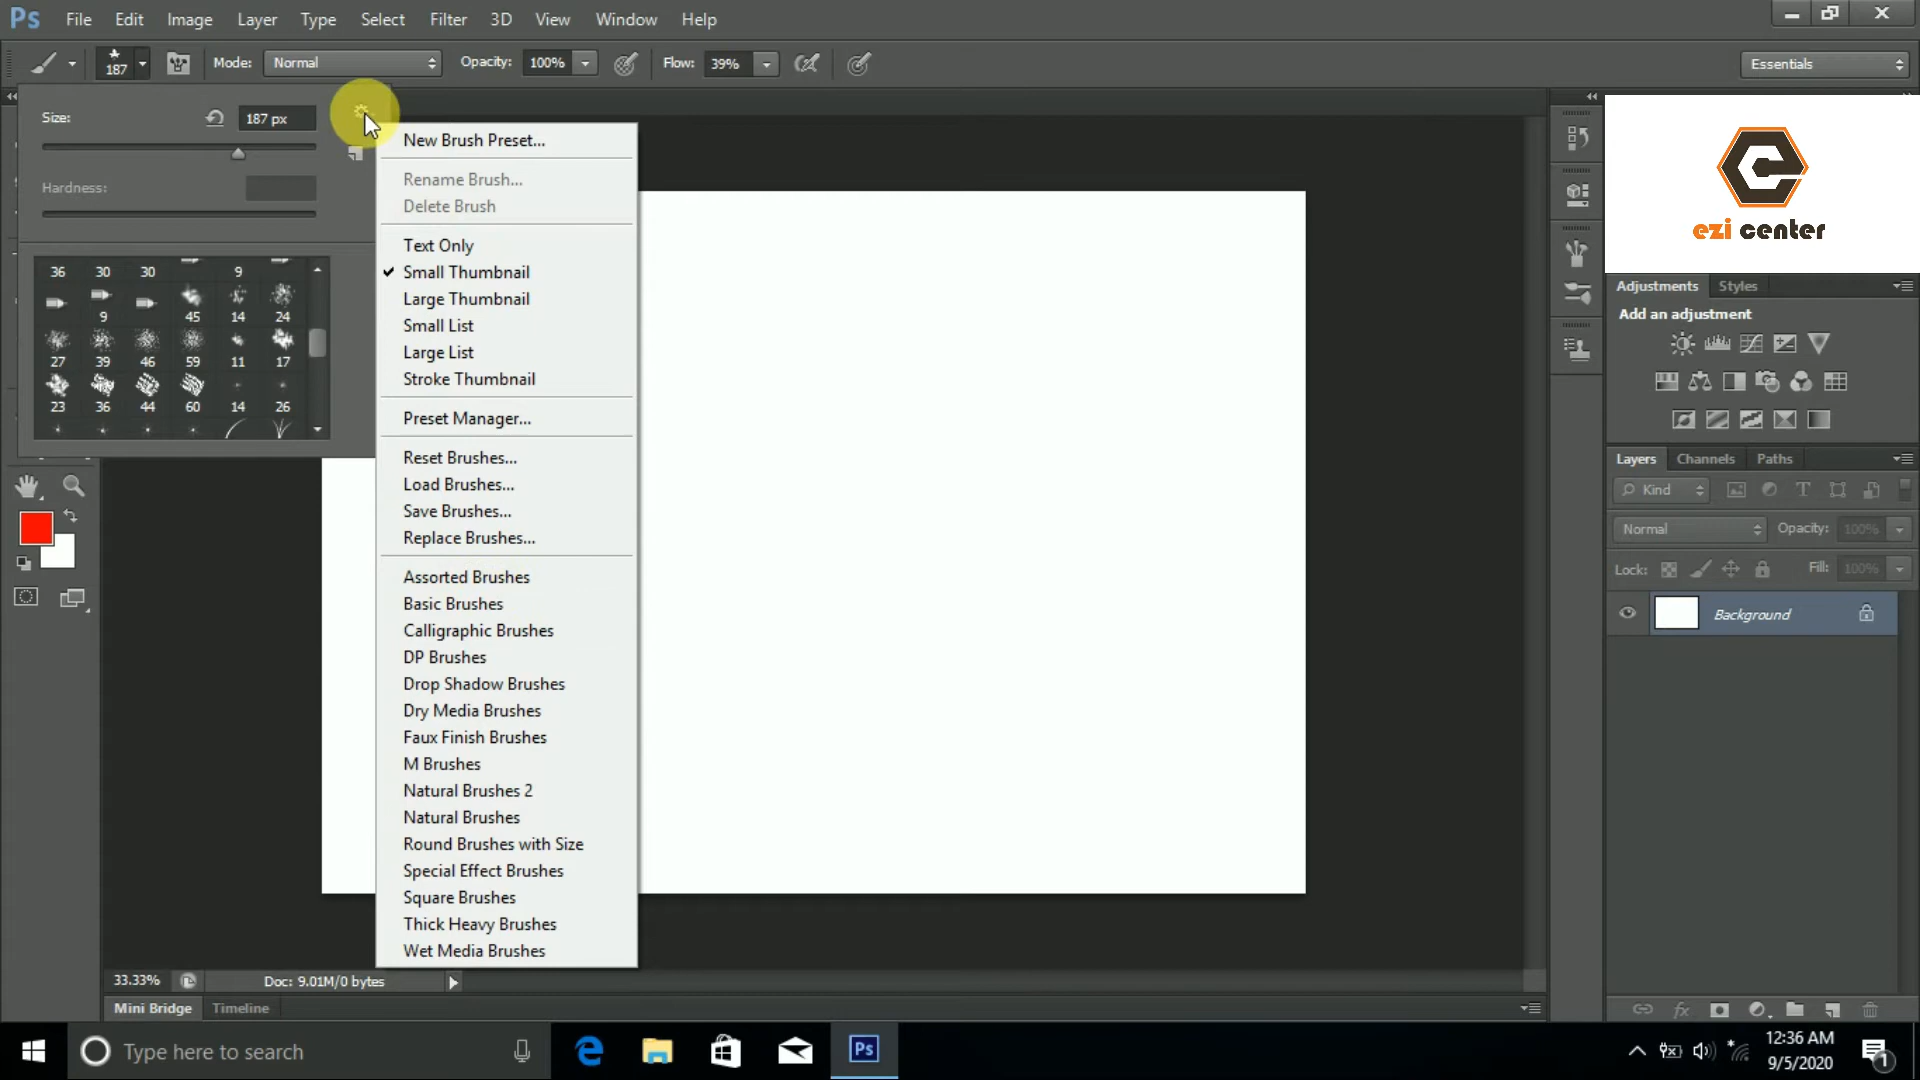 Ps File Edit Image Layer Type Select Filter 3D View Window Help
187 Mode: Normal Opacity: 100% Flow: 39% Essentials
Size: 187 px
Hardness:
36 30 30 9
9 45 14 24
27 39 46 59 11 17
23 36 44 60 14 26
New Brush Preset...
Rename Brush...
Delete Brush
Text Only
Small Thumbnail
Large Thumbnail
Small List
Large List
Stroke Thumbnail
Preset Manager...
Reset Brushes...
Load Brushes...
Save Brushes...
Replace Brushes...
Assorted Brushes
Basic Brushes
Calligraphic Brushes
DP Brushes
Drop Shadow Brushes
Dry Media Brushes
Faux Finish Brushes
M Brushes
Natural Brushes 2
Natural Brushes
Round Brushes with Size
Special Effect Brushes
Square Brushes
Thick Heavy Brushes
Wet Media Brushes
ezi center
Adjustments Styles
Add an adjustment
Layers Channels Paths
Kind
Normal Opacity: 100%
Lock: Fill: 100%
Background
33.33% Doc: 9.01M/0 bytes
Mini Bridge Timeline
Type here to search
Ps
12:36 AM
9/5/2020
1